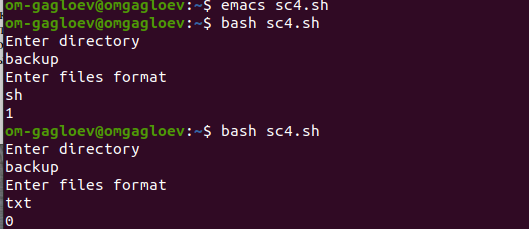 om-gagloev@omgagloev:~$ emacs sc4.sh
om-gagloev@omgagloev:~$ bash sc4.sh
Enter directory
backup
Enter files format
sh
1
om-gagloev@omgagloev:~$ bash sc4.sh
Enter directory
backup
Enter files format
txt
0